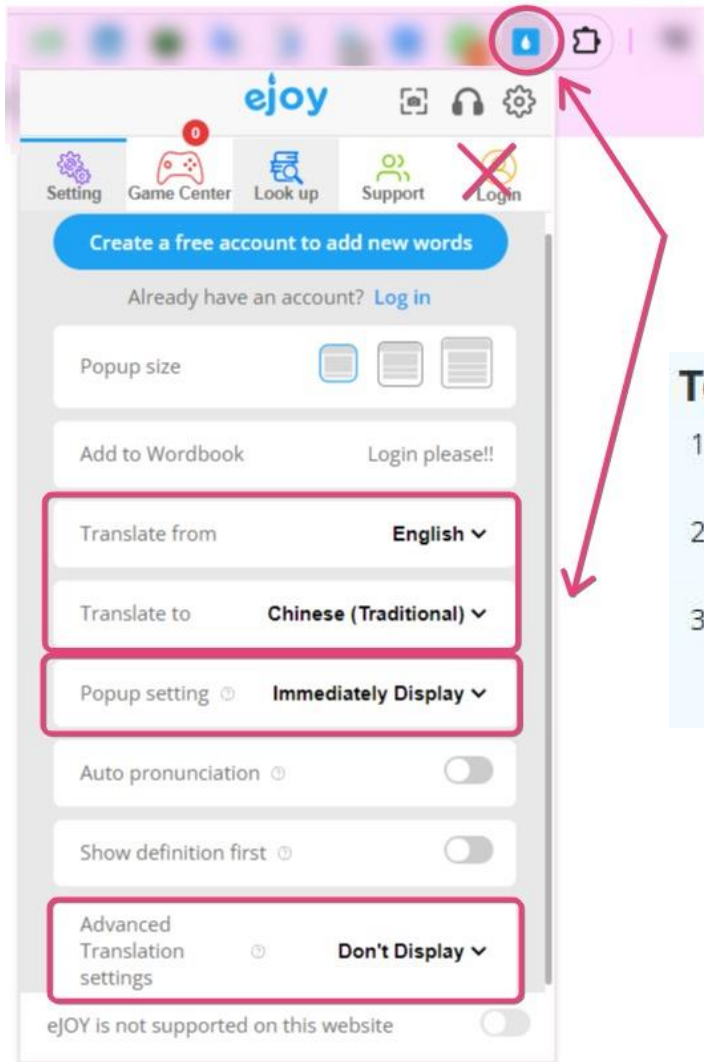 ejoy
0
Setting Game Center Look up Support Login
Create a free account to add new words
Already have an account? Log in
Popup size
Add to Wordbook Login please!!
Translate from English
Translate to Chinese (Traditional)
Popup setting Immediately Display
Auto pronunciation
Show definition first
Advanced
Translation
settings
Don't Display
eJOY is not supported on this website
1
2
3